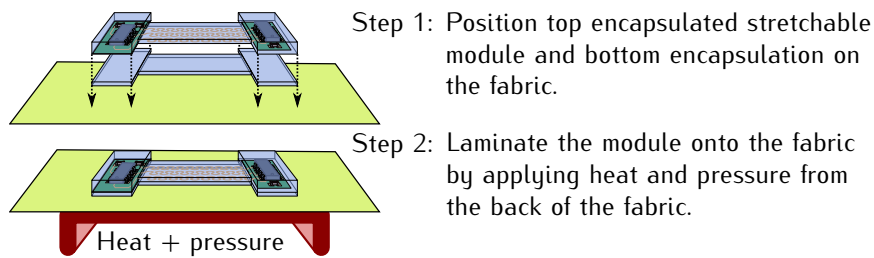 Step 1: Position top encapsulated stretchable
module and bottom encapsulation on
the fabric.
Step 2: Laminate the module onto the fabric
by applying heat and pressure from
the back of the fabric.
Heat + pressure